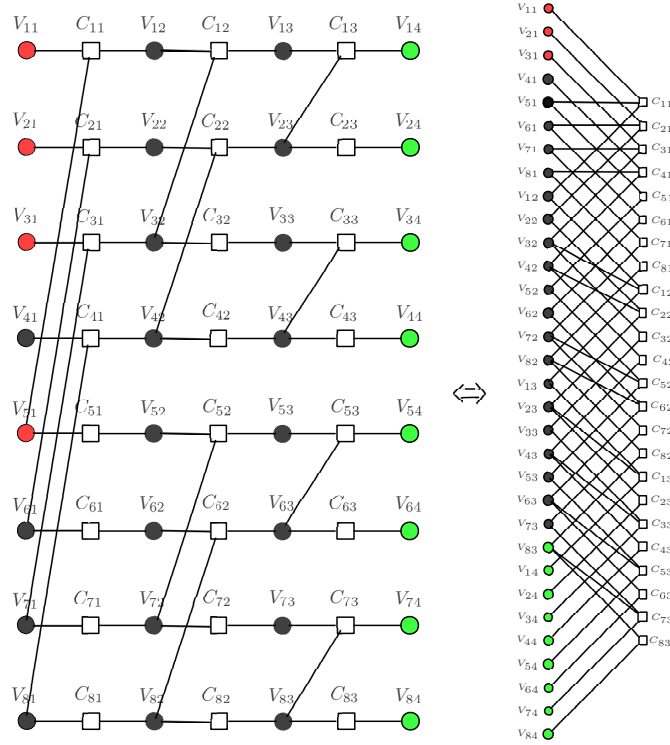 V₁₁ C₁₁ V₁₂ C₁₂ V₁₃ C₁₃ V₁₄
V₂₁ C₂₁ V₂₂ C₂₂ V₂₃ C₂₃ V₂₄
V₃₁ C₃₁ V₃₂ C₃₂ V₃₃ C₃₃ V₃₄
V₄₁ C₄₁ V₄₂ C₄₂ V₄₃ C₄₃ V₄₄
V₅₁ C₅₁ V₅₂ C₅₂ V₅₃ C₅₃ V₅₄
V₆₁ C₆₁ V₆₂ C₆₂ V₆₃ C₆₃ V₆₄
V₇₁ C₇₁ V₇₂ C₇₂ V₇₃ C₇₃ V₇₄
V₈₁ C₈₁ V₈₂ C₈₂ V₈₃ C₈₃ V₈₄
⇔
V₁₁
V₂₁
V₃₁
V₄₁
V₅₁ C₁₁
V₆₁ C₂₁
V₇₁ C₃₁
V₈₁ C₄₁
V₁₂ C₅₁
V₂₂ C₆₁
V₃₂ C₇₁
V₄₂ C₈₁
V₅₂ C₁₂
V₆₂ C₂₂
V₇₂ C₃₂
V₈₂ C₄₂
V₁₃ C₅₂
V₂₃ C₆₂
V₃₃ C₇₂
V₄₃ C₈₂
V₅₃ C₁₃
V₆₃ C₂₃
V₇₃ C₃₃
V₈₃ C₄₃
V₁₄ C₅₃
V₂₄ C₆₃
V₃₄ C₇₃
V₄₄ C₈₃
V₅₄
V₆₄
V₇₄
V₈₄